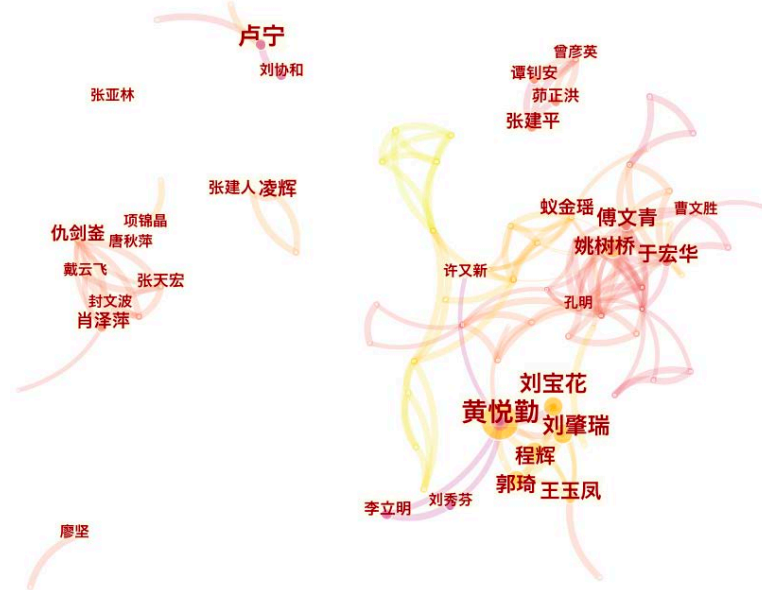 卢宁
曾彦英
刘协和
谭钊安
张亚林
茆正洪
张建平
张建人
凌辉
蚁金瑶
傅文青
曹文胜
项锦晶
仇剑崟
唐秋萍
姚树桥
于宏华
戴云飞
许又新
张天宏
封文波
孔明
肖泽萍
刘宝花
黄悦勤
刘肇瑞
程辉
郭琦
王玉凤
李立明
刘秀芬
廖坚